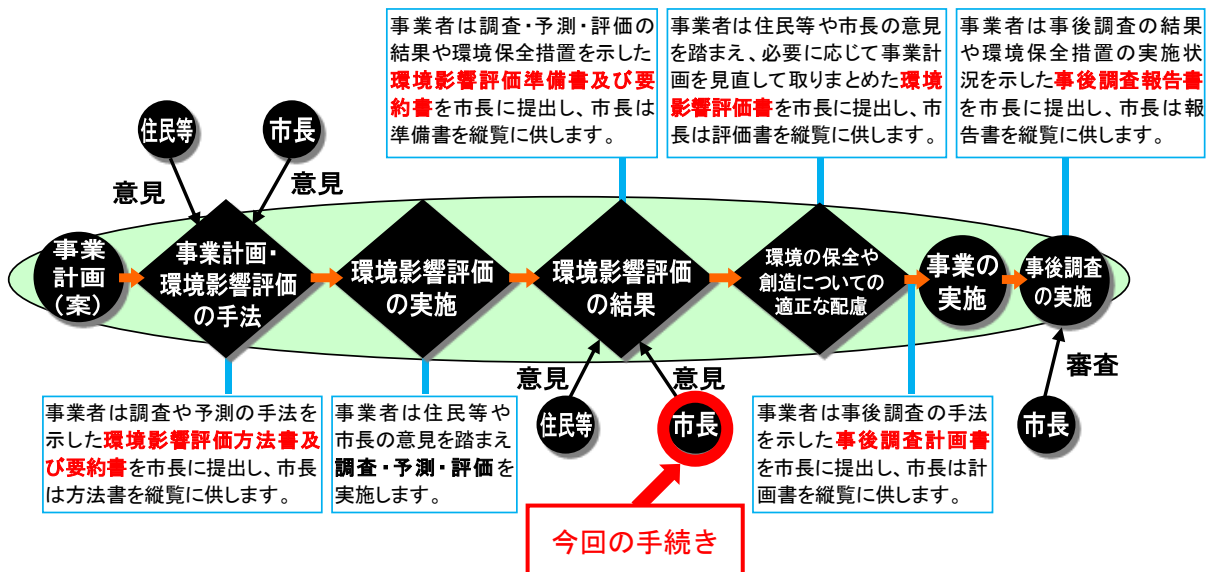 事業者は調査・予測・評価の
結果や環境保全措置を示した
環境影響評価準備書及び要
約書を市長に提出し、市長は
準備書を縦覧に供します。
事業者は住民等や市長の意見
を踏まえ、必要に応じて事業計
画を見直して取りまとめた環境
影響評価書を市長に提出し、市
長は評価書を縦覧に供します。
事業者は事後調査の結果
や環境保全措置の実施状
況を示した事後調査報告書
を市長に提出し、市長は報
告書を縦覧に供します。
住民等
市長
意見
意見
事業
計画
(案)
事業計画・
環境影響評価
の手法
環境影響評価
の実施
環境影響評価
の結果
環境の保全や
創造についての
適正な配慮
事業の
実施
事後調査
の実施
意見
意見
審査
住民等
市長
市長
事業者は調査や予測の手法を
示した環境影響評価方法書及
び要約書を市長に提出し、市長
は方法書を縦覧に供します。
事業者は住民等や
市長の意見を踏まえ
調査・予測・評価を
実施します。
事業者は事後調査の手法
を示した事後調査計画書
を市長に提出し、市長は計
画書を縦覧に供します。
今回の手続き